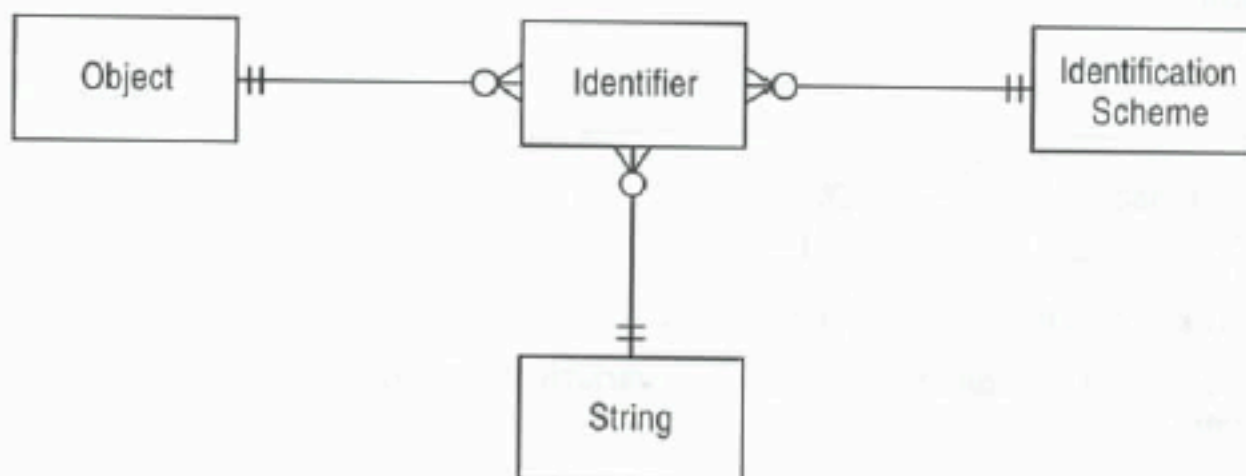 Object
Identifier
Identification
Scheme
String